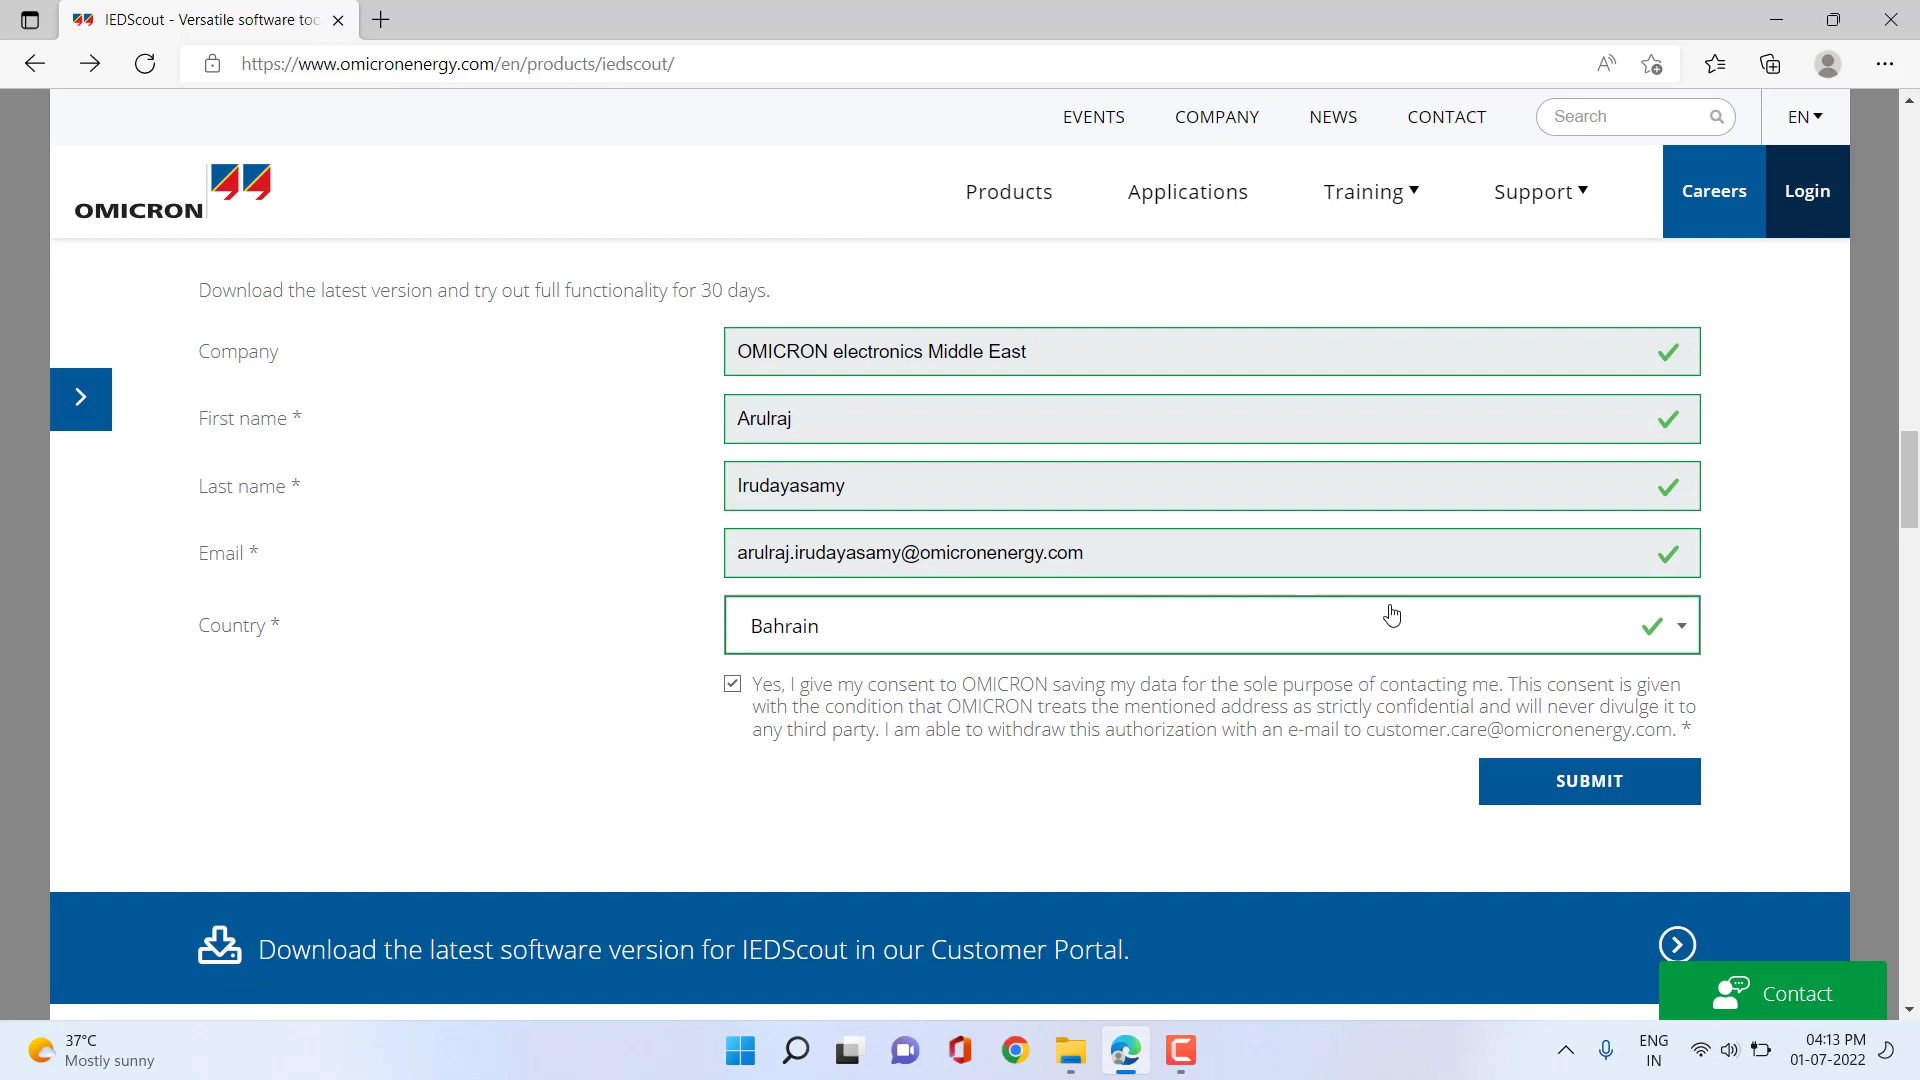 IEDScout - Versatile software too
https://www.omicronenergy.com/en/products/iedscout/
EVENTS
COMPANY
NEWS
CONTACT
Search
EN
OMICRON
Products
Applications
Training
Support
Careers
Login
Download the latest version and try out full functionality for 30 days.
Company
OMICRON electronics Middle East
First name *
Arulraj
Last name *
Irudayasamy
Email *
arulraj.irudayasamy@omicronenergy.com
Country *
Bahrain
Yes, I give my consent to OMICRON saving my data for the sole purpose of contacting me. This consent is given
with the condition that OMICRON treats the mentioned address as strictly confidential and will never divulge it to
any third party. I am able to withdraw this authorization with an e-mail to customer.care@omicronenergy.com. *
SUBMIT
Download the latest software version for IEDScout in our Customer Portal.
Contact
37°C
Mostly sunny
ENG
IN
04:13 PM
01-07-2022